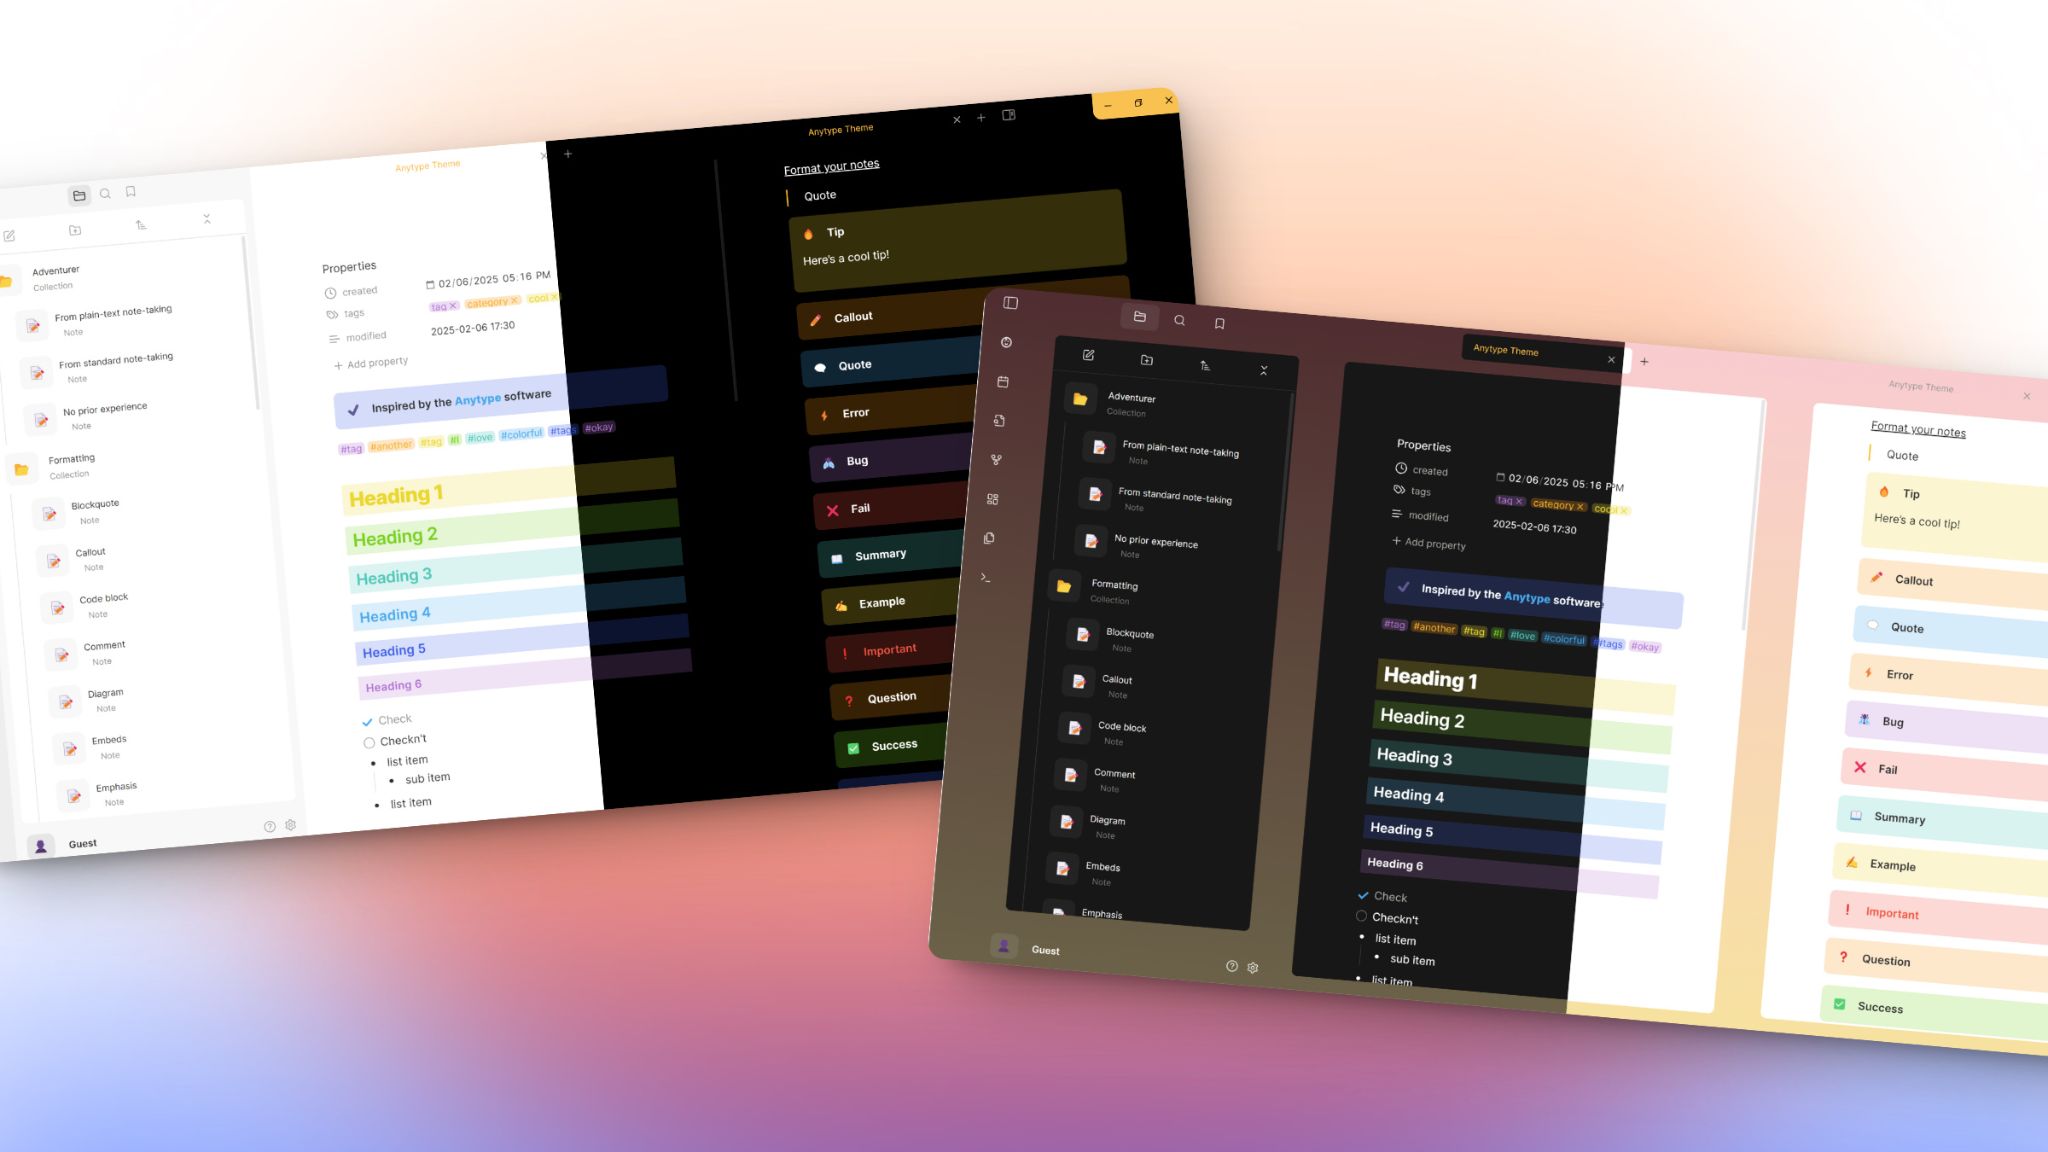 Anytype Theme
Adventurer
Collection
From plain-text note-taking
Note
From standard note-taking
Note
No prior experience
Note
Formatting
Collection
Blockquote
Note
Callout
Note
Code block
Note
Comment
Note
Diagram
Note
Embeds
Note
Emphasis
Note
Guest
Properties
created 02/06/2025 05:16 PM
tags tag category cool
modified 2025-02-06 17:30
Add property
Inspired by the Anytype software
#tag #another #tag #I #love #colorful #tags #okay
Heading 1
Heading 2
Heading 3
Heading 4
Heading 5
Heading 6
Check
Checkn't
list item
sub item
list item
Anytype Theme
Format your notes
Quote
Tip
Here's a cool tip!
Callout
Quote
Error
Bug
Fail
Summary
Example
Important
Question
Success
Adventurer
Collection
From plain-text note-taking
Note
From standard note-taking
Note
No prior experience
Note
Formatting
Collection
Blockquote
Note
Callout
Note
Code block
Note
Comment
Note
Diagram
Note
Embeds
Note
Emphasis
Guest
Anytype Theme
Properties
created 02/06/2025 05:16 PM
tags tag category cool
modified 2025-02-06 17:30
Add property
Inspired by the Anytype software
#tag #another #tag #I #love #colorful #tags #okay
Heading 1
Heading 2
Heading 3
Heading 4
Heading 5
Heading 6
Check
Checkn't
list item
sub item
list item
Anytype Theme
Format your notes
Quote
Tip
Here's a cool tip!
Callout
Quote
Error
Bug
Fail
Summary
Example
Important
Question
Success